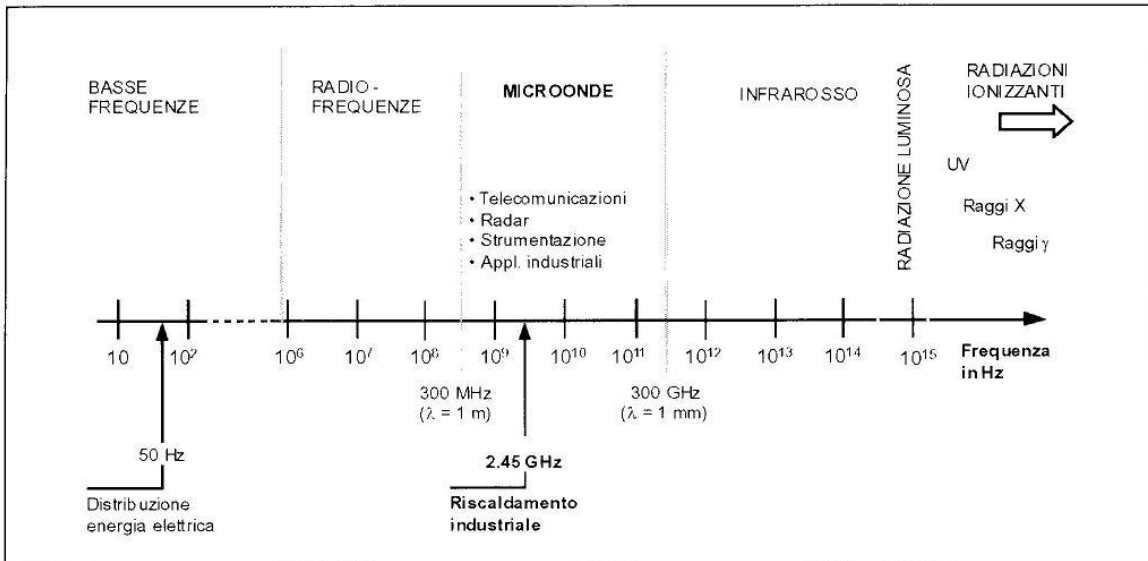 BASSE
FREQUENZE
RADIO -
FREQUENZE
MICROONDE
INFRAROSSO
RADIAZIONE LUMINOSA
RADIAZIONI
IONIZZANTI
UV
Raggi X
Raggi γ
• Telecomunicazioni
• Radar
• Strumentazione
• Appl. industriali
10
10²
10⁶
10⁷
10⁸
10⁹
10¹⁰
10¹¹
10¹²
10¹³
10¹⁴
10¹⁵
Frequenza
in Hz
300 MHz
(λ = 1 m)
300 GHz
(λ = 1 mm)
50 Hz
Distribuzione
energia elettrica
2.45 GHz
Riscaldamento
industriale